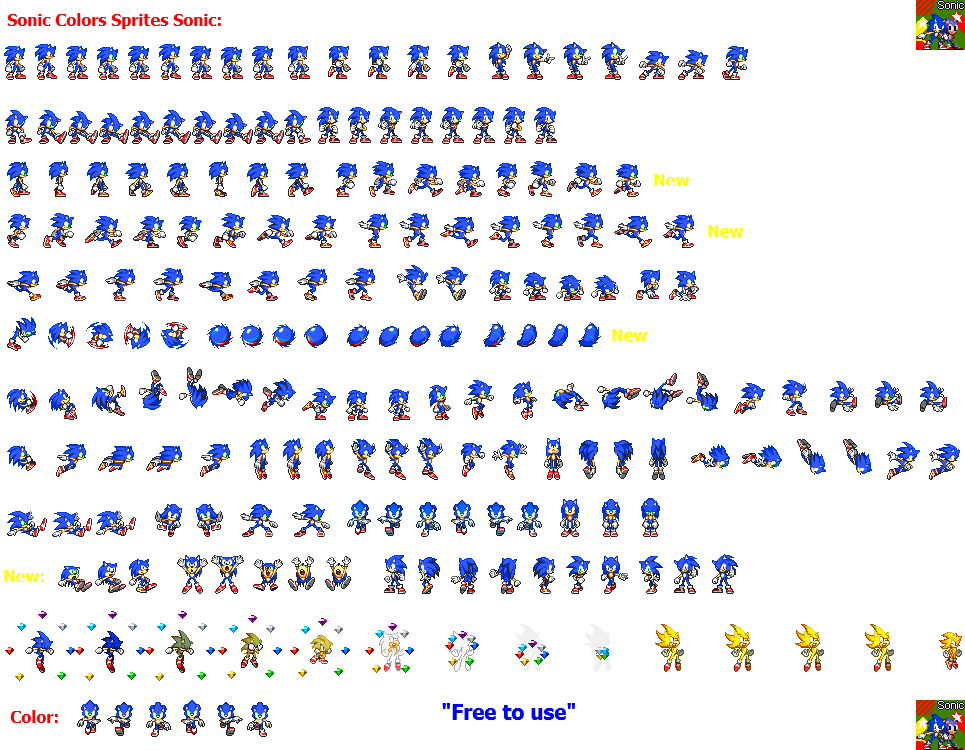 Sonic Colors Sprites Sonic:
Sonic
New
New
New
New:
Color:
"Free to use"
Sonic